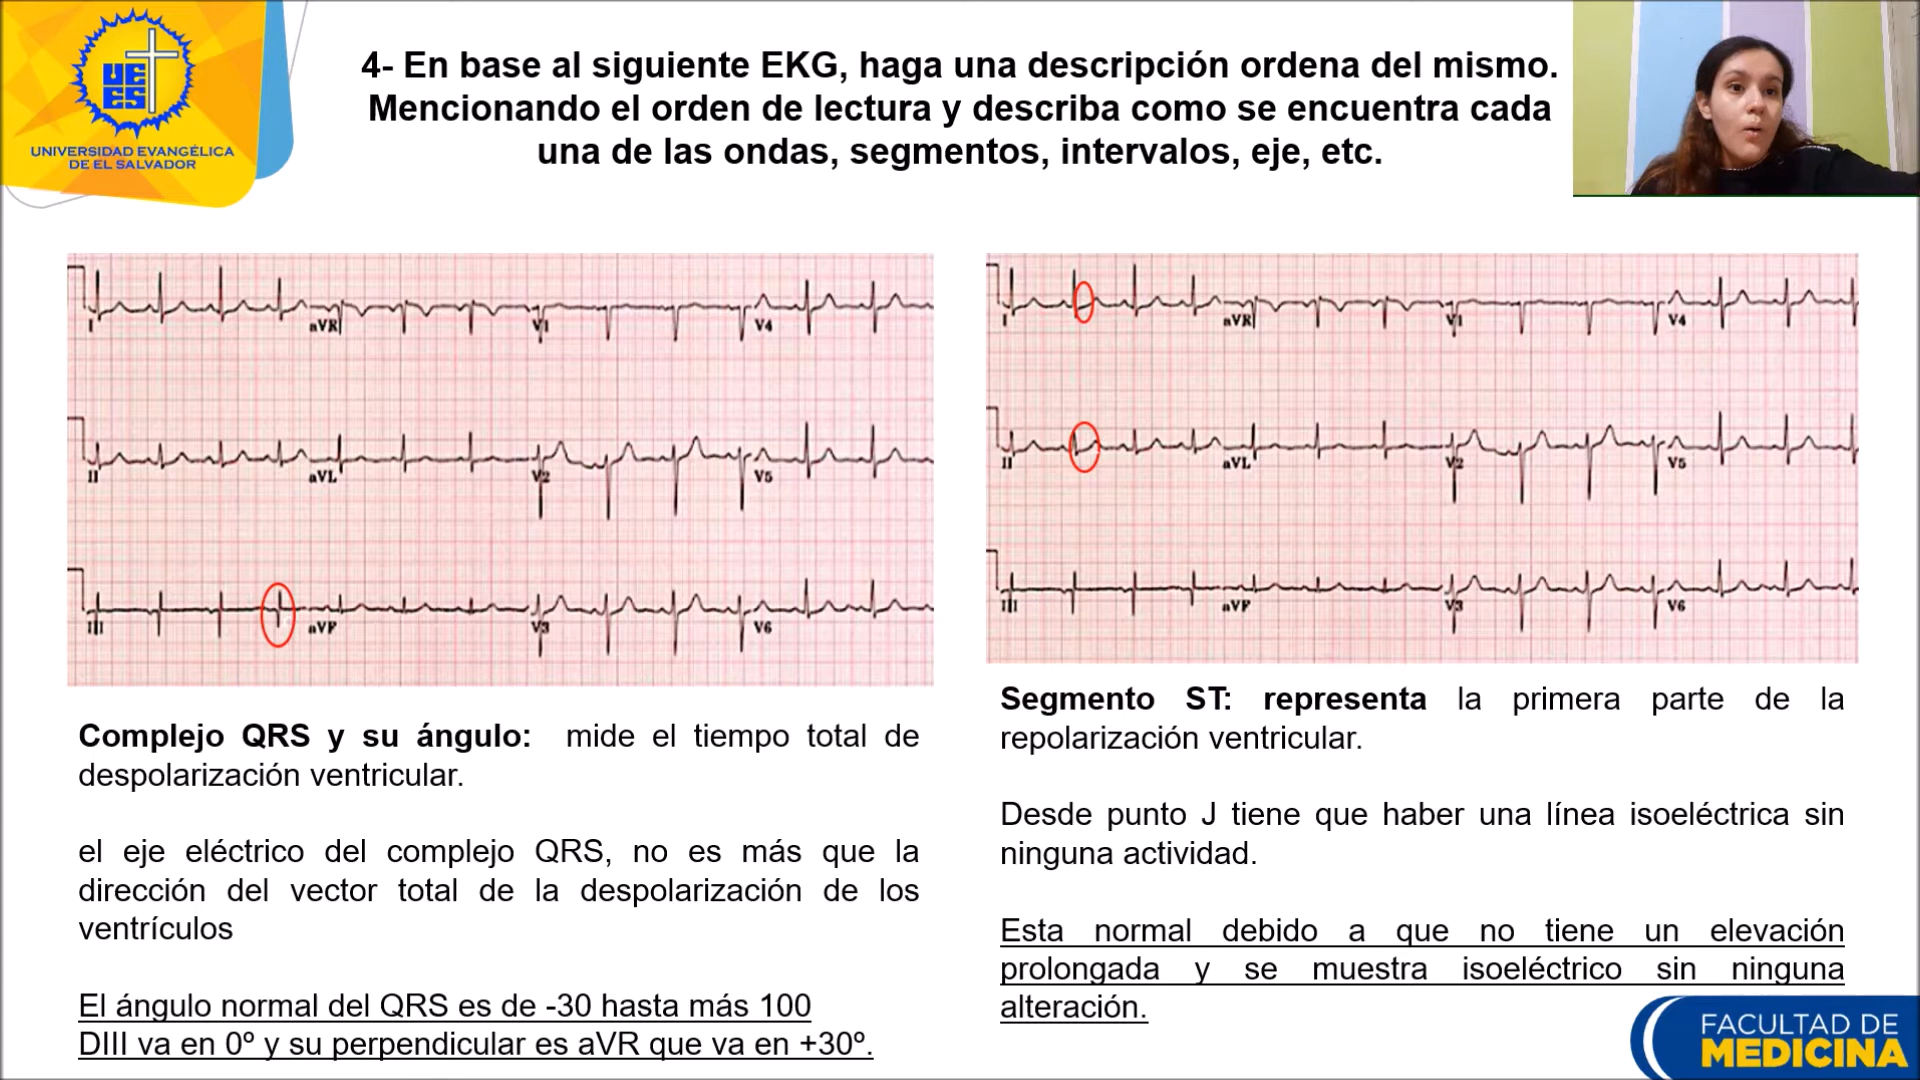 UE
ES
UNIVERSIDAD EVANGÉLICA
DE EL SALVADOR
4- En base al siguiente EKG, haga una descripción ordena del mismo.
Mencionando el orden de lectura y describa como se encuentra cada
una de las ondas, segmentos, intervalos, eje, etc.
I aVR V1 V4
II aVL V2 V5
III aVF V3 V6
Complejo QRS y su ángulo: mide el tiempo total de
despolarización ventricular.
el eje eléctrico del complejo QRS, no es más que la
dirección del vector total de la despolarización de los
ventrículos
El ángulo normal del QRS es de -30 hasta más 100
DIII va en 0º y su perpendicular es aVR que va en +30º.
I aVR V1 V4
II aVL V2 V5
III aVF V3 V6
Segmento ST: representa la primera parte de la
repolarización ventricular.
Desde punto J tiene que haber una línea isoeléctrica sin
ninguna actividad.
Esta normal debido a que no tiene un elevación
prolongada y se muestra isoeléctrico sin ninguna
alteración.
FACULTAD DE
MEDICINA